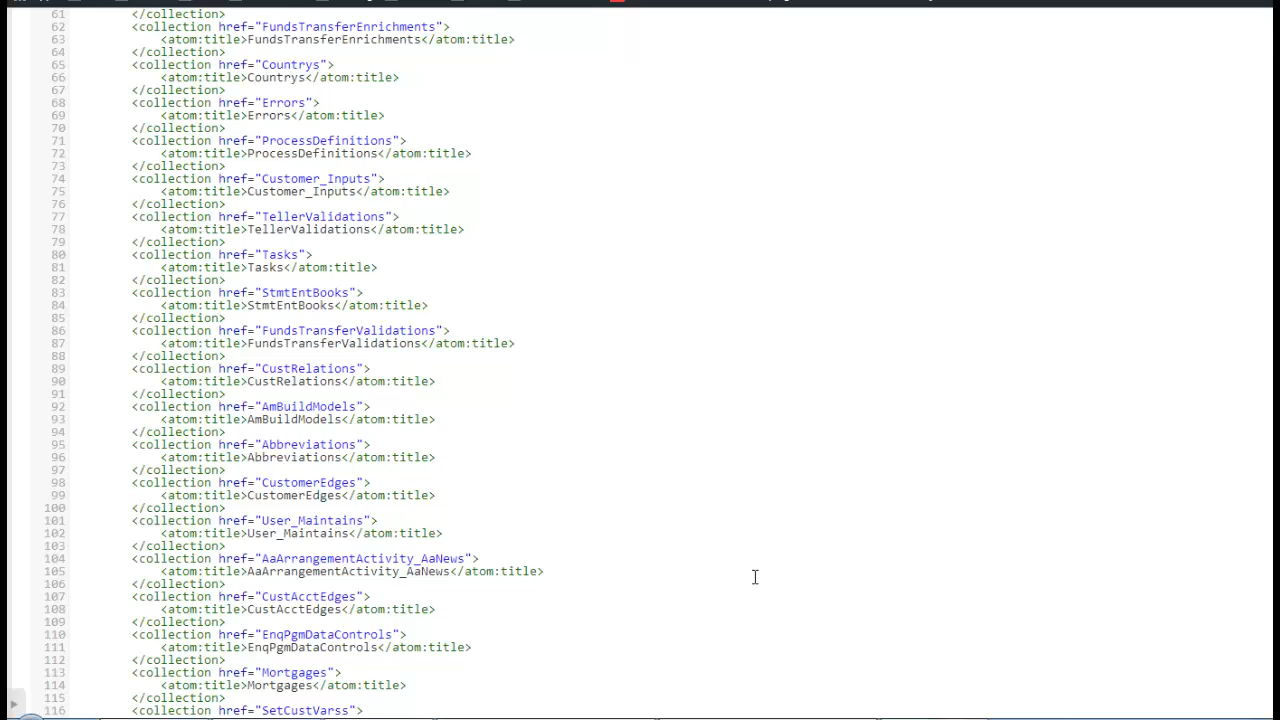 61 </collection>
62 <collection href="FundsTransferEnrichments">
63 <atom:title>FundsTransferEnrichments</atom:title>
64 </collection>
65 <collection href="Countrys">
66 <atom:title>Countrys</atom:title>
67 </collection>
68 <collection href="Errors">
69 <atom:title>Errors</atom:title>
70 </collection>
71 <collection href="ProcessDefinitions">
72 <atom:title>ProcessDefinitions</atom:title>
73 </collection>
74 <collection href="Customer_Inputs">
75 <atom:title>Customer_Inputs</atom:title>
76 </collection>
77 <collection href="TellerValidations">
78 <atom:title>TellerValidations</atom:title>
79 </collection>
80 <collection href="Tasks">
81 <atom:title>Tasks</atom:title>
82 </collection>
83 <collection href="StmtEntBooks">
84 <atom:title>StmtEntBooks</atom:title>
85 </collection>
86 <collection href="FundsTransferValidations">
87 <atom:title>FundsTransferValidations</atom:title>
88 </collection>
89 <collection href="CustRelations">
90 <atom:title>CustRelations</atom:title>
91 </collection>
92 <collection href="AmBuildModels">
93 <atom:title>AmBuildModels</atom:title>
94 </collection>
95 <collection href="Abbreviations">
96 <atom:title>Abbreviations</atom:title>
97 </collection>
98 <collection href="CustomerEdges">
99 <atom:title>CustomerEdges</atom:title>
100 </collection>
101 <collection href="User_Maintains">
102 <atom:title>User_Maintains</atom:title>
103 </collection>
104 <collection href="AaArrangementActivity_AaNews">
105 <atom:title>AaArrangementActivity_AaNews</atom:title>
106 </collection>
107 <collection href="CustAcctEdges">
108 <atom:title>CustAcctEdges</atom:title>
109 </collection>
110 <collection href="EnqPgmDataControls">
111 <atom:title>EnqPgmDataControls</atom:title>
112 </collection>
113 <collection href="Mortgages">
114 <atom:title>Mortgages</atom:title>
115 </collection>
116 <collection href="SetCustVarss">